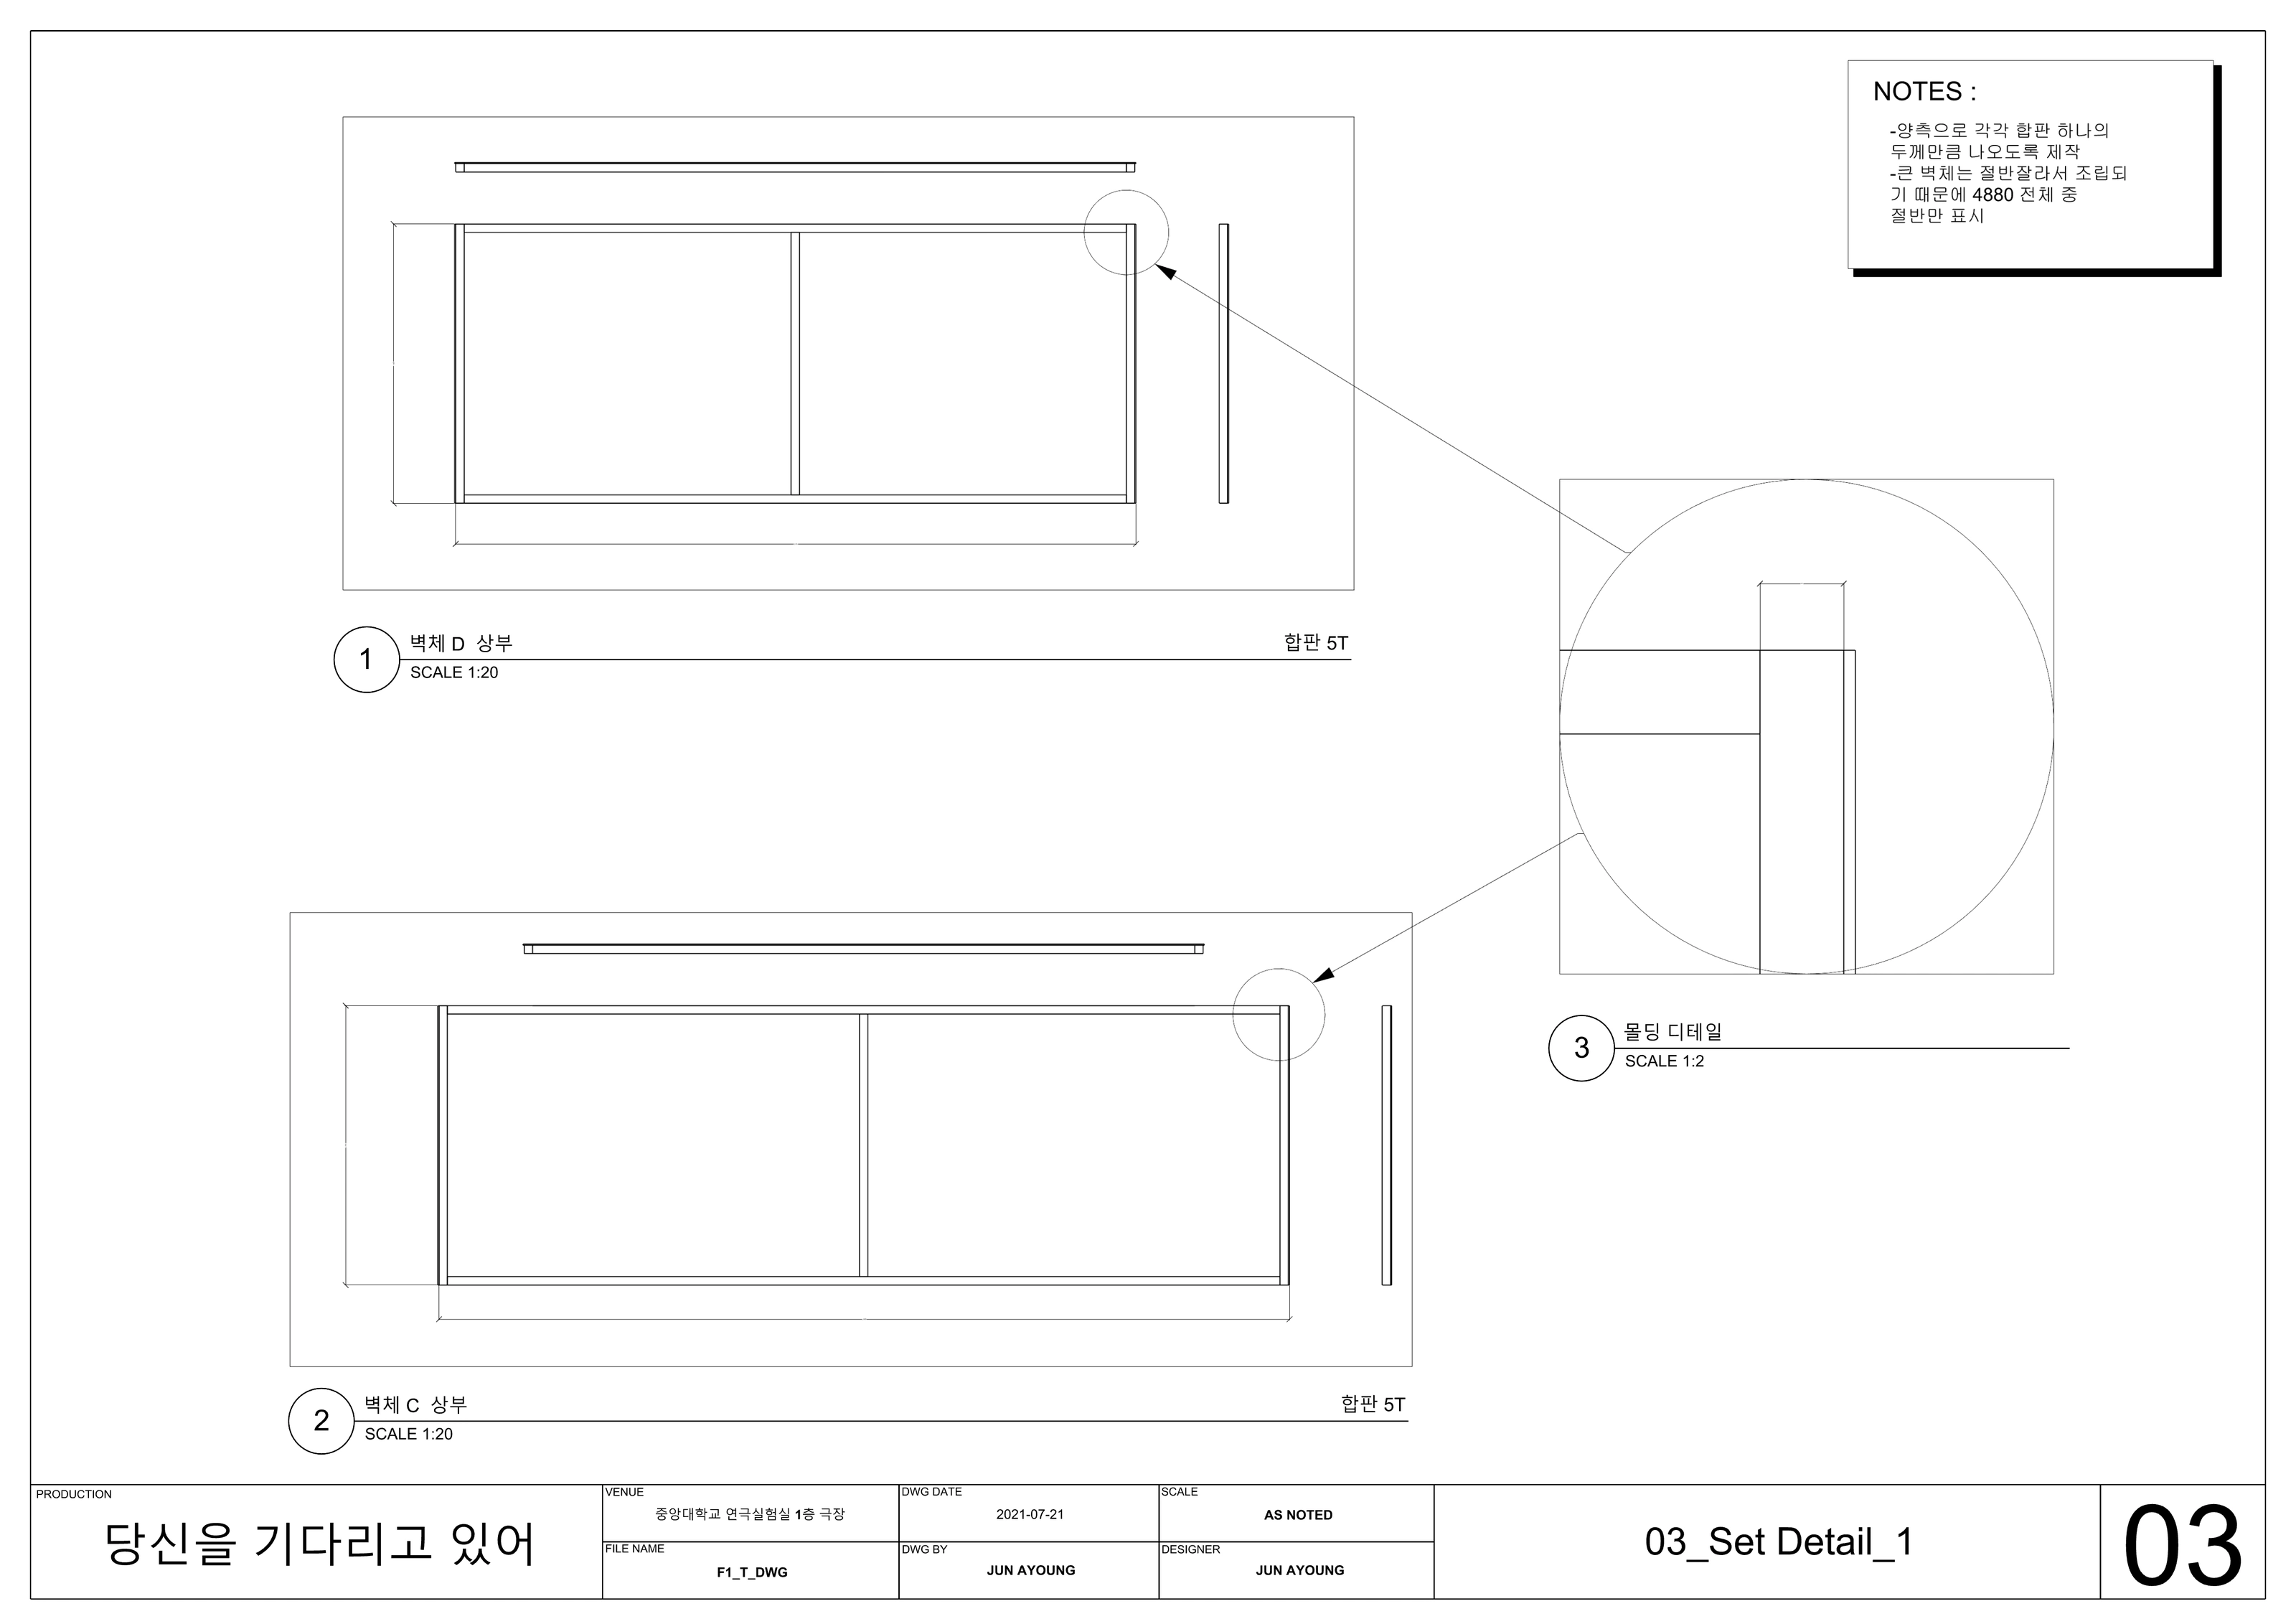 NOTES :
-양측으로 각각 합판 하나의
두께만큼 나오도록 제작
-큰 벽체는 절반잘라서 조립되
기 때문에 4880 전체 중
절반만 표시
1
벽체 D 상부
합판 5T
SCALE 1:20
3
몰딩 디테일
SCALE 1:2
2
벽체 C 상부
합판 5T
SCALE 1:20
PRODUCTION
당신을 기다리고 있어
VENUE
중앙대학교 연극실험실 1층 극장
FILE NAME
F1_T_DWG
DWG DATE
2021-07-21
DWG BY
JUN AYOUNG
SCALE
AS NOTED
DESIGNER
JUN AYOUNG
03_Set Detail_1
03